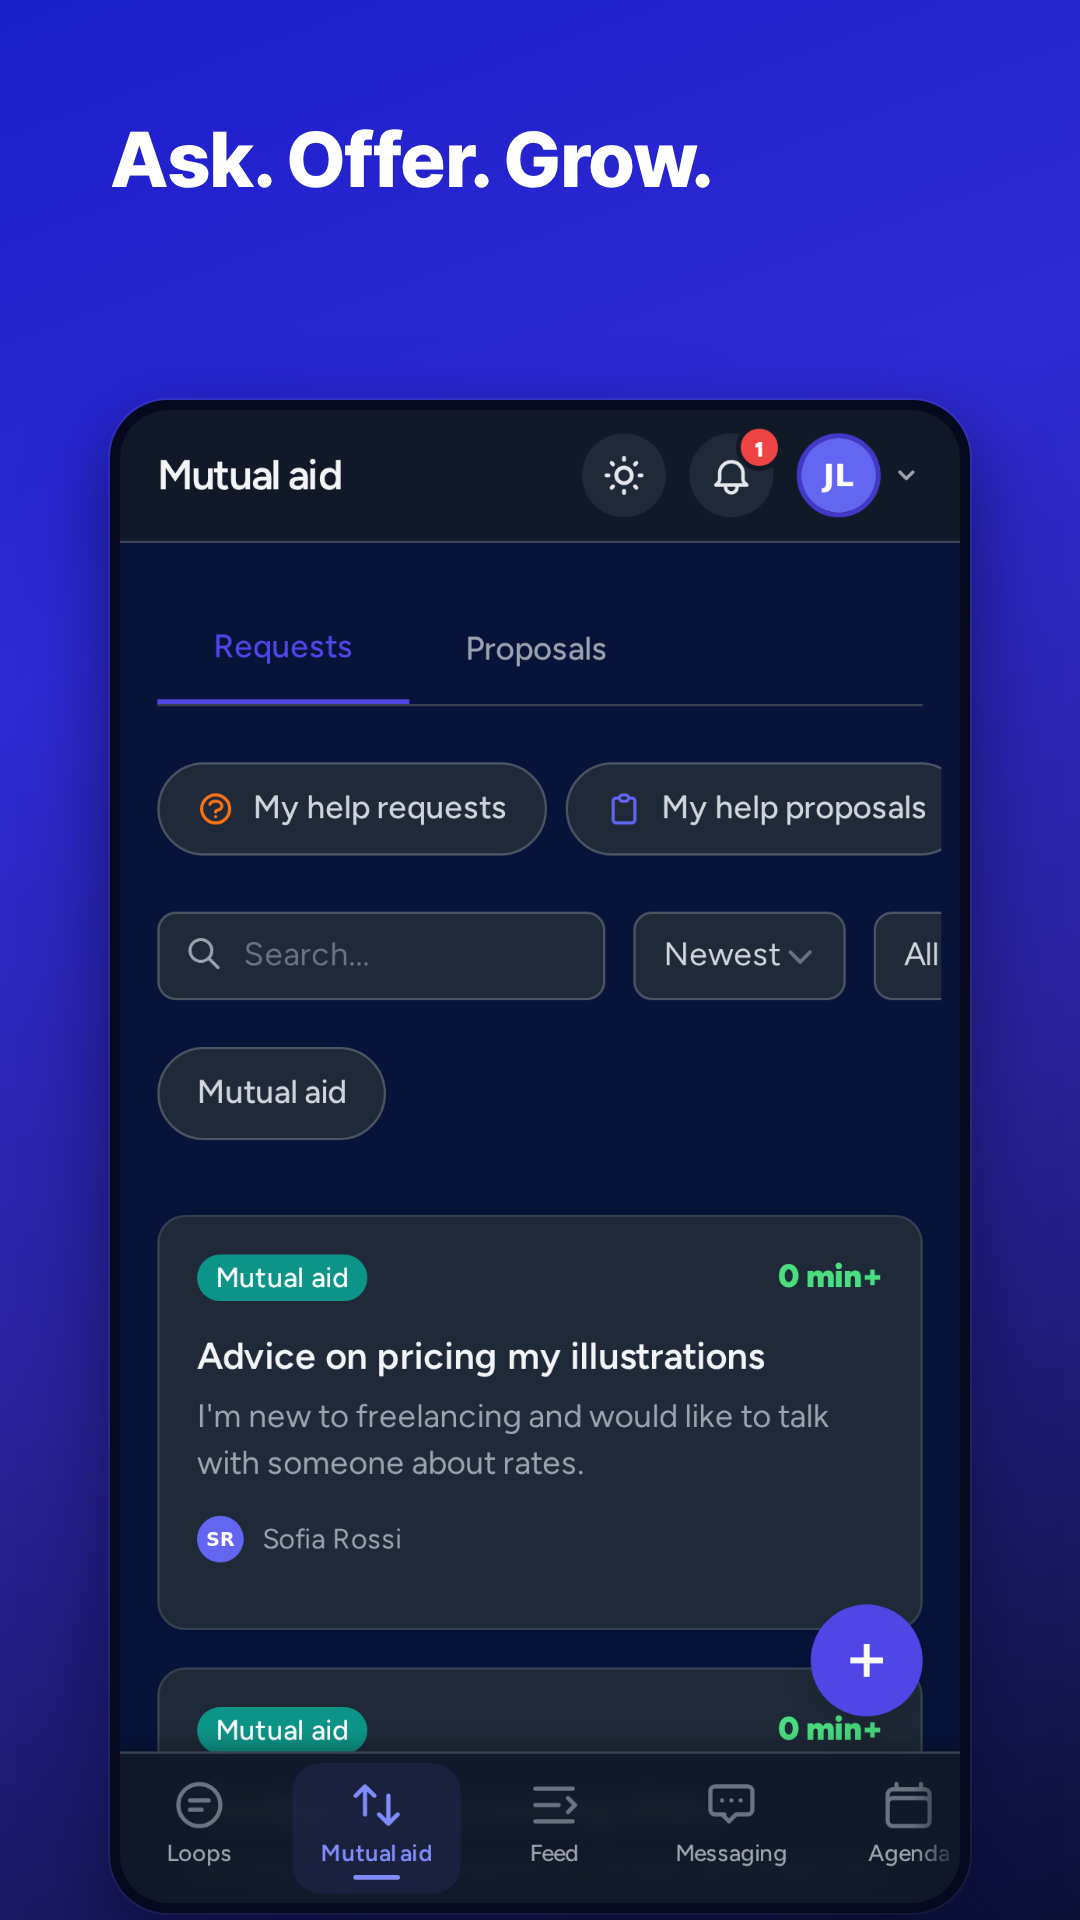 Ask. Offer. Grow.
Mutual aid
1
JL
Requests
Proposals
My help requests
My help proposals
Search...
Newest
All
Mutual aid
Mutual aid
0 min+
Advice on pricing my illustrations
I'm new to freelancing and would like to talk
with someone about rates.
SR
Sofia Rossi
Mutual aid
0 min+
Loops
Mutual aid
Feed
Messaging
Agenda